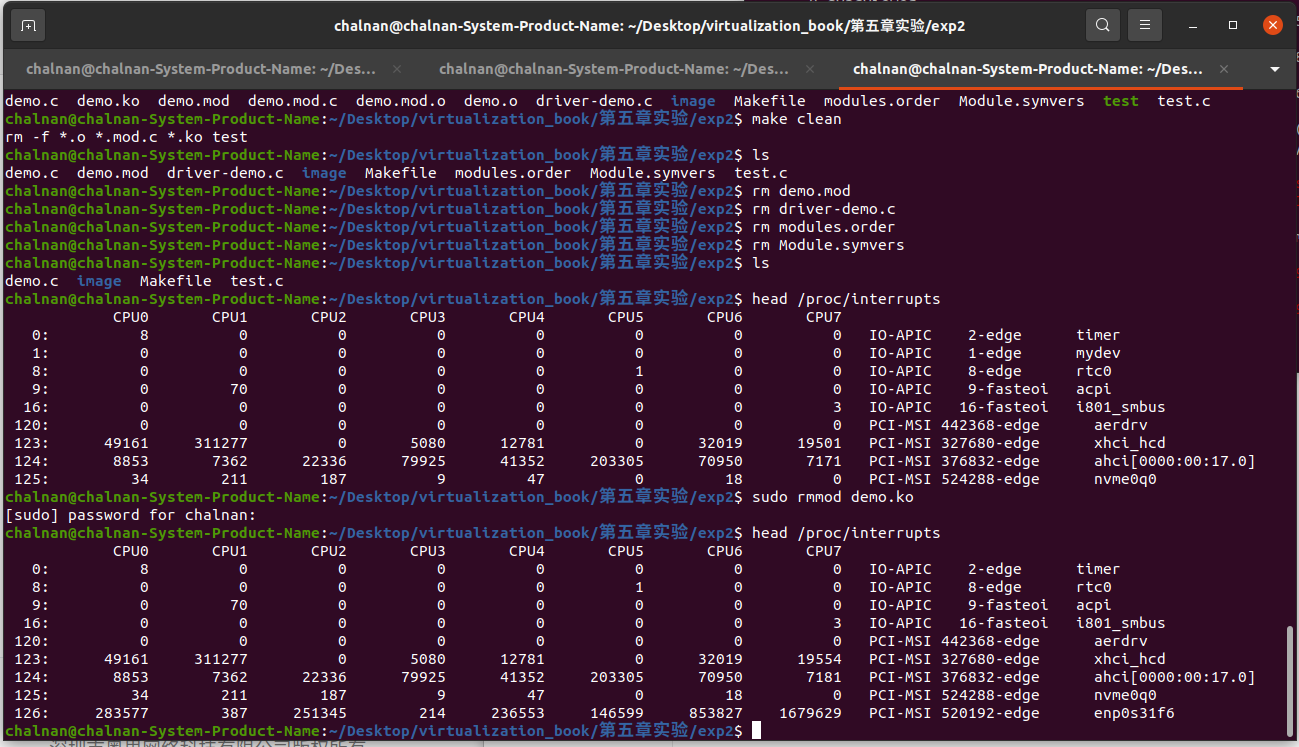 chalnan@chalnan-System-Product-Name: ~/Desktop/virtualization_book/第五章实验/exp2
chalnan@chalnan-System-Product-Name: ~/Des... × chalnan@chalnan-System-Product-Name: ~/Des... × chalnan@chalnan-System-Product-Name: ~/Des... ×
demo.c demo.ko demo.mod demo.mod.c demo.mod.o demo.o driver-demo.c image Makefile modules.order Module.symvers test test.c
chalnan@chalnan-System-Product-Name:~/Desktop/virtualization_book/第五章实验/exp2$ make clean
rm -f *.o *.mod.c *.ko test
chalnan@chalnan-System-Product-Name:~/Desktop/virtualization_book/第五章实验/exp2$ ls
demo.c demo.mod driver-demo.c image Makefile modules.order Module.symvers test.c
chalnan@chalnan-System-Product-Name:~/Desktop/virtualization_book/第五章实验/exp2$ rm demo.mod
chalnan@chalnan-System-Product-Name:~/Desktop/virtualization_book/第五章实验/exp2$ rm driver-demo.c
chalnan@chalnan-System-Product-Name:~/Desktop/virtualization_book/第五章实验/exp2$ rm modules.order
chalnan@chalnan-System-Product-Name:~/Desktop/virtualization_book/第五章实验/exp2$ rm Module.symvers
chalnan@chalnan-System-Product-Name:~/Desktop/virtualization_book/第五章实验/exp2$ ls
demo.c image Makefile test.c
chalnan@chalnan-System-Product-Name:~/Desktop/virtualization_book/第五章实验/exp2$ head /proc/interrupts
CPU0 CPU1 CPU2 CPU3 CPU4 CPU5 CPU6 CPU7
0: 8 0 0 0 0 0 0 0 IO-APIC 2-edge timer
1: 0 0 0 0 0 0 0 0 IO-APIC 1-edge mydev
8: 0 0 0 0 0 1 0 0 IO-APIC 8-edge rtc0
9: 0 70 0 0 0 0 0 0 IO-APIC 9-fasteoi acpi
16: 0 0 0 0 0 0 0 3 IO-APIC 16-fasteoi i801_smbus
120: 0 0 0 0 0 0 0 0 PCI-MSI 442368-edge aerdrv
123: 49161 311277 0 5080 12781 0 32019 19501 PCI-MSI 327680-edge xhci_hcd
124: 8853 7362 22336 79925 41352 203305 70950 7171 PCI-MSI 376832-edge ahci[0000:00:17.0]
125: 34 211 187 9 47 0 18 0 PCI-MSI 524288-edge nvme0q0
chalnan@chalnan-System-Product-Name:~/Desktop/virtualization_book/第五章实验/exp2$ sudo rmmod demo.ko
[sudo] password for chalnan:
chalnan@chalnan-System-Product-Name:~/Desktop/virtualization_book/第五章实验/exp2$ head /proc/interrupts
CPU0 CPU1 CPU2 CPU3 CPU4 CPU5 CPU6 CPU7
0: 8 0 0 0 0 0 0 0 IO-APIC 2-edge timer
8: 0 0 0 0 0 1 0 0 IO-APIC 8-edge rtc0
9: 0 70 0 0 0 0 0 0 IO-APIC 9-fasteoi acpi
16: 0 0 0 0 0 0 0 3 IO-APIC 16-fasteoi i801_smbus
120: 0 0 0 0 0 0 0 0 PCI-MSI 442368-edge aerdrv
123: 49161 311277 0 5080 12781 0 32019 19554 PCI-MSI 327680-edge xhci_hcd
124: 8853 7362 22336 79925 41352 203305 70950 7181 PCI-MSI 376832-edge ahci[0000:00:17.0]
125: 34 211 187 9 47 0 18 0 PCI-MSI 524288-edge nvme0q0
126: 283577 387 251345 214 236553 146599 853827 1679629 PCI-MSI 520192-edge enp0s31f6
chalnan@chalnan-System-Product-Name:~/Desktop/virtualization_book/第五章实验/exp2$